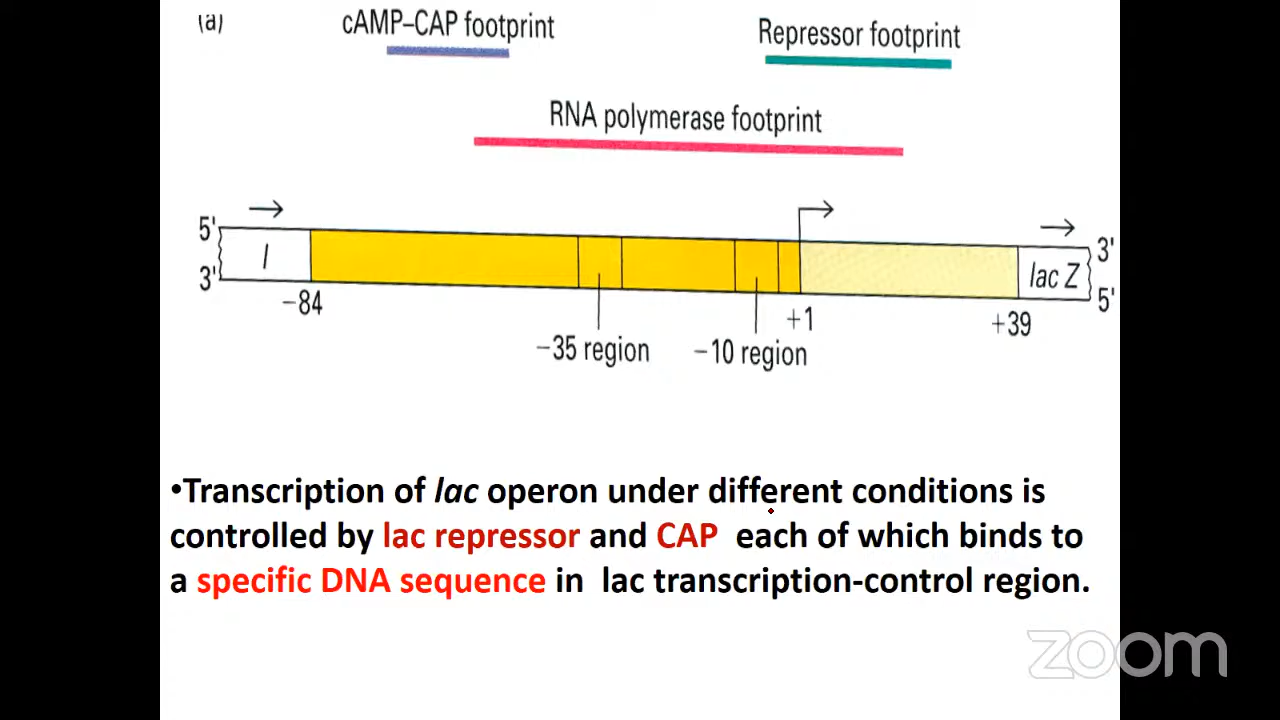 (a)
cAMP–CAP footprint
Repressor footprint
RNA polymerase footprint
5'
3'
I
lac Z
3'
5'
−84
+1
+39
−35 region
−10 region
•Transcription of lac operon under different conditions is
controlled by lac repressor and CAP each of which binds to
a specific DNA sequence in lac transcription-control region.
zoom